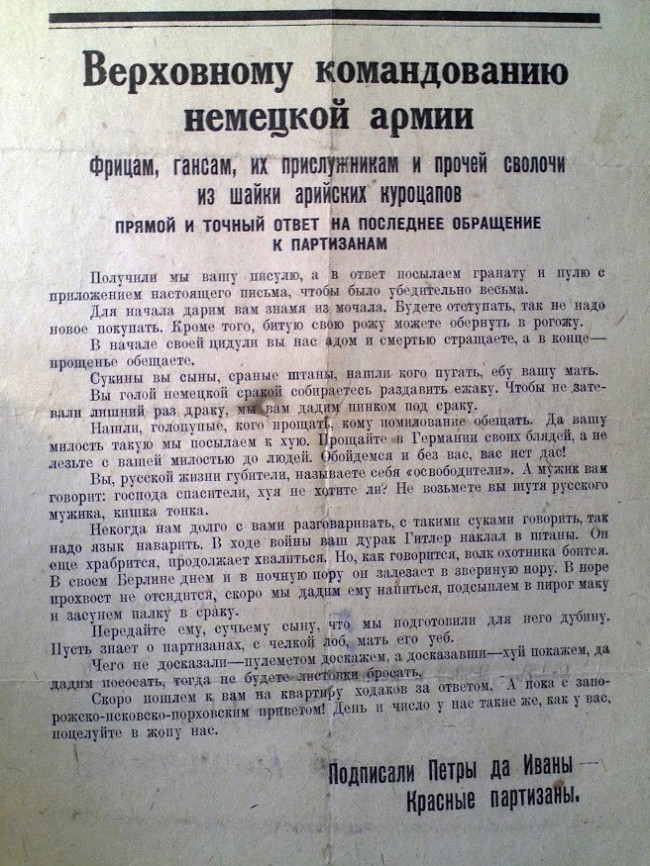 Верховному командованию
немецкой армии
Фрицам, гансам, их прислужникам и прочей сволочи
из шайки арийских куроцапов
ПРЯМОЙ И ТОЧНЫЙ ОТВЕТ НА ПОСЛЕДНЕЕ ОБРАЩЕНИЕ
К ПАРТИЗАНАМ
Получили мы вашу писулю, а в ответ посылаем гранату и пулю с
приложением настоящего письма, чтобы было убедительно весьма.
Для начала дарим вам знамя из мочала. Будете отступать, так не надо
новое покупать. Кроме того, битую свою рожу можете обернуть в рогожу.
В начале своей цидули вы нас адом и смертью стращаете, а в конце—
прощенье обещаете.
Сукины вы сыны, сраные штаны, нашли кого пугать, ебу вашу мать.
Вы голой немецкой сракой собираетесь раздавить ежаку. Чтобы не зате-
вали лишний раз драку, мы вам дадим пинком под сраку.
Нашли, голопупые, кого прощать, кому помилование обещать. Да вашу
милость такую мы посылаем к хую. Прощайте в Германии своих блядей, а не
лезьте с вашей милостью до людей. Обойдемся и без вас, вас ист дас!
Вы, русской жизни губители, называете себя «освободители». А мужик вам
говорит: господа спасители, хуя не хотите ли? Не возьмете вы шутя русского
мужика, кишка тонка.
Некогда нам долго с вами разговаривать, с такими суками говорить, так
надо язык наварить. В ходе войны ваш дурак Гитлер наклал в штаны. Он
еще храбрится, продолжает хвалиться. Но, как говорится, волк охотника боится.
В своем Берлине днем и в ночную пору он залезает в звериную нору. В норе
прохвост не отсидится, скоро мы дадим ему напиться, подсыплем в пирог маку
и засунем палку в сраку.
Передайте ему, сучьему сыну, что мы подготовили для него дубину.
Пусть знает о партизанах, с челкой лоб, мать его уеб.
Чего не досказали—пулеметом доскажем, а досказавши—хуй покажем, да
дадим пососать, тогда не будете листовки бросать.
Скоро пошлем к вам на квартиру ходаков за ответом. А пока с запо-
рожско-псковско-порховским приветом! День и число у нас такие же, как у вас,
поцелуйте в жопу нас.
Подписали Петры да Иваны—
Красные партизаны.